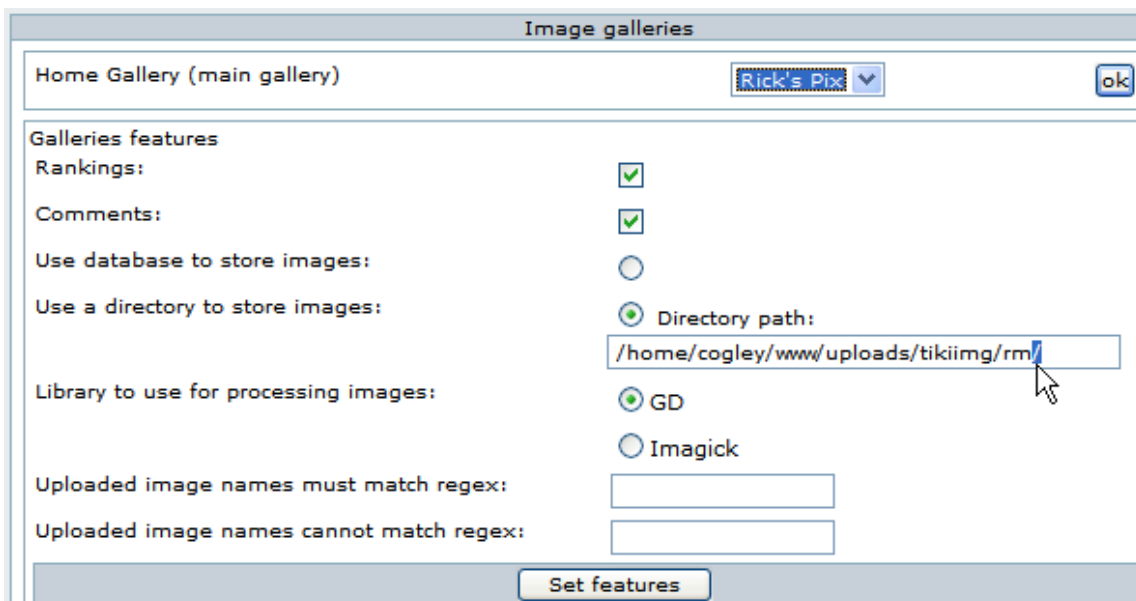 Image galleries
Home Gallery (main gallery) Rick's Pix ok
Galleries features
Rankings:
Comments:
Use database to store images:
Use a directory to store images: Directory path:
/home/cogley/www/uploads/tikiimg/rm/
Library to use for processing images: GD
Imagick
Uploaded image names must match regex:
Uploaded image names cannot match regex:
Set features